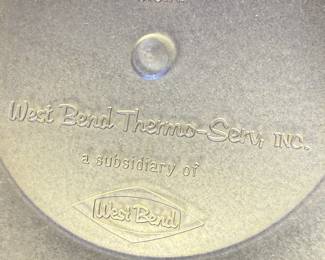 West Bend Thermo-Serv, INC.
a subsidiary of
West Bend